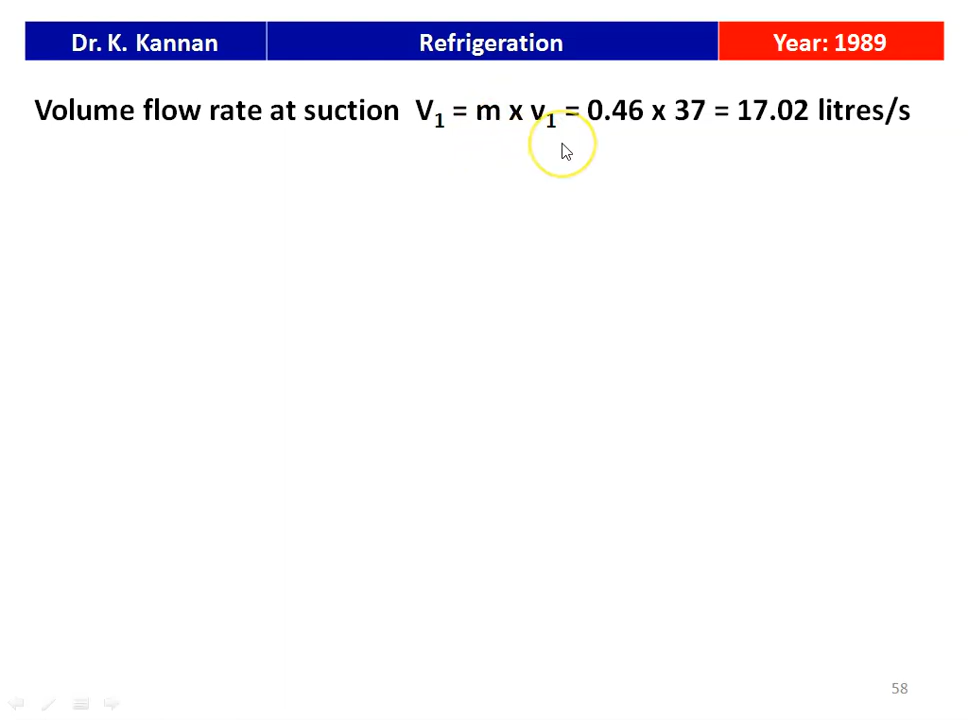 Dr. K. Kannan Refrigeration Year: 1989
Volume flow rate at suction V₁ = m x v₁ = 0.46 x 37 = 17.02 litres/s
58